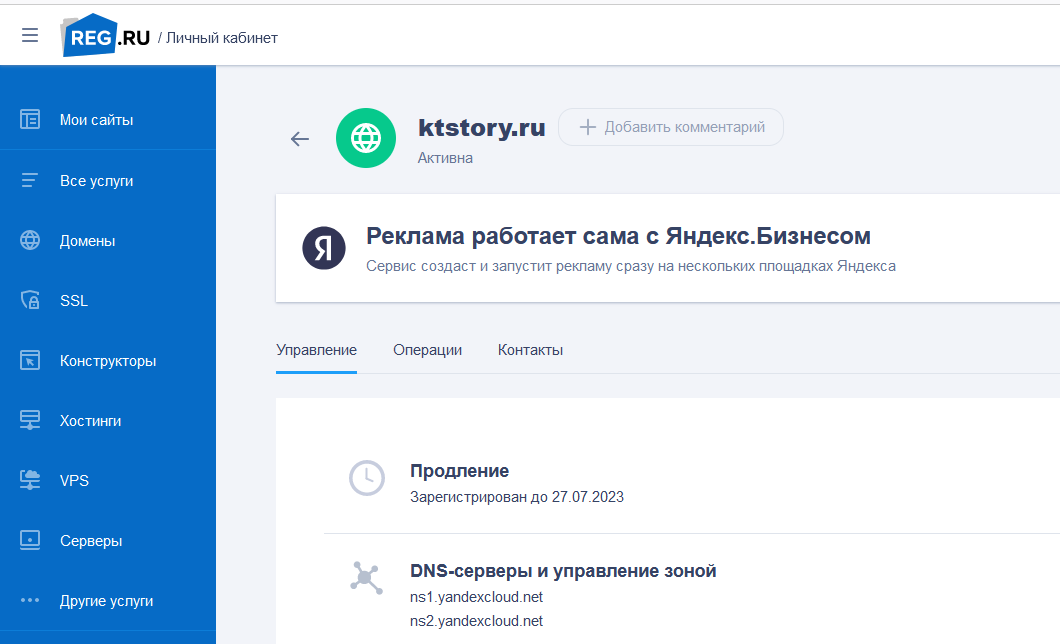 REG.RU / Личный кабинет
Мои сайты
Все услуги
Домены
SSL
Конструкторы
Хостинги
VPS
Серверы
Другие услуги
ktstory.ru
Добавить комментарий
Активна
Я
Реклама работает сама с Яндекс.Бизнесом
Сервис создаст и запустит рекламу сразу на нескольких площадках Яндекса
Управление Операции Контакты
Продление
Зарегистрирован до 27.07.2023
DNS-серверы и управление зоной
ns1.yandexcloud.net
ns2.yandexcloud.net